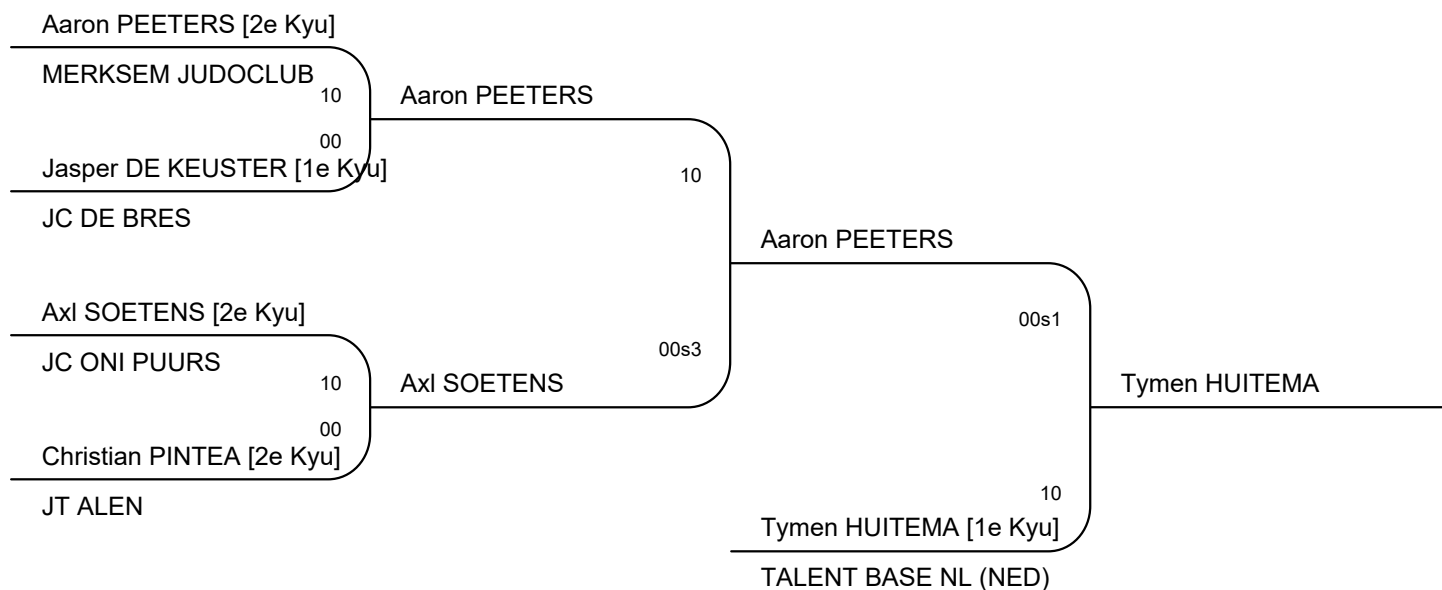 Aaron PEETERS [2e Kyu]
MERKSEM JUDOCLUB
10
Aaron PEETERS
00
Jasper DE KEUSTER [1e Kyu]
10
JC DE BRES
Aaron PEETERS
Axl SOETENS [2e Kyu]
00s1
JC ONI PUURS
00s3
10
Axl SOETENS
Tymen HUITEMA
00
Christian PINTEA [2e Kyu]
JT ALEN
10
Tymen HUITEMA [1e Kyu]
TALENT BASE NL (NED)